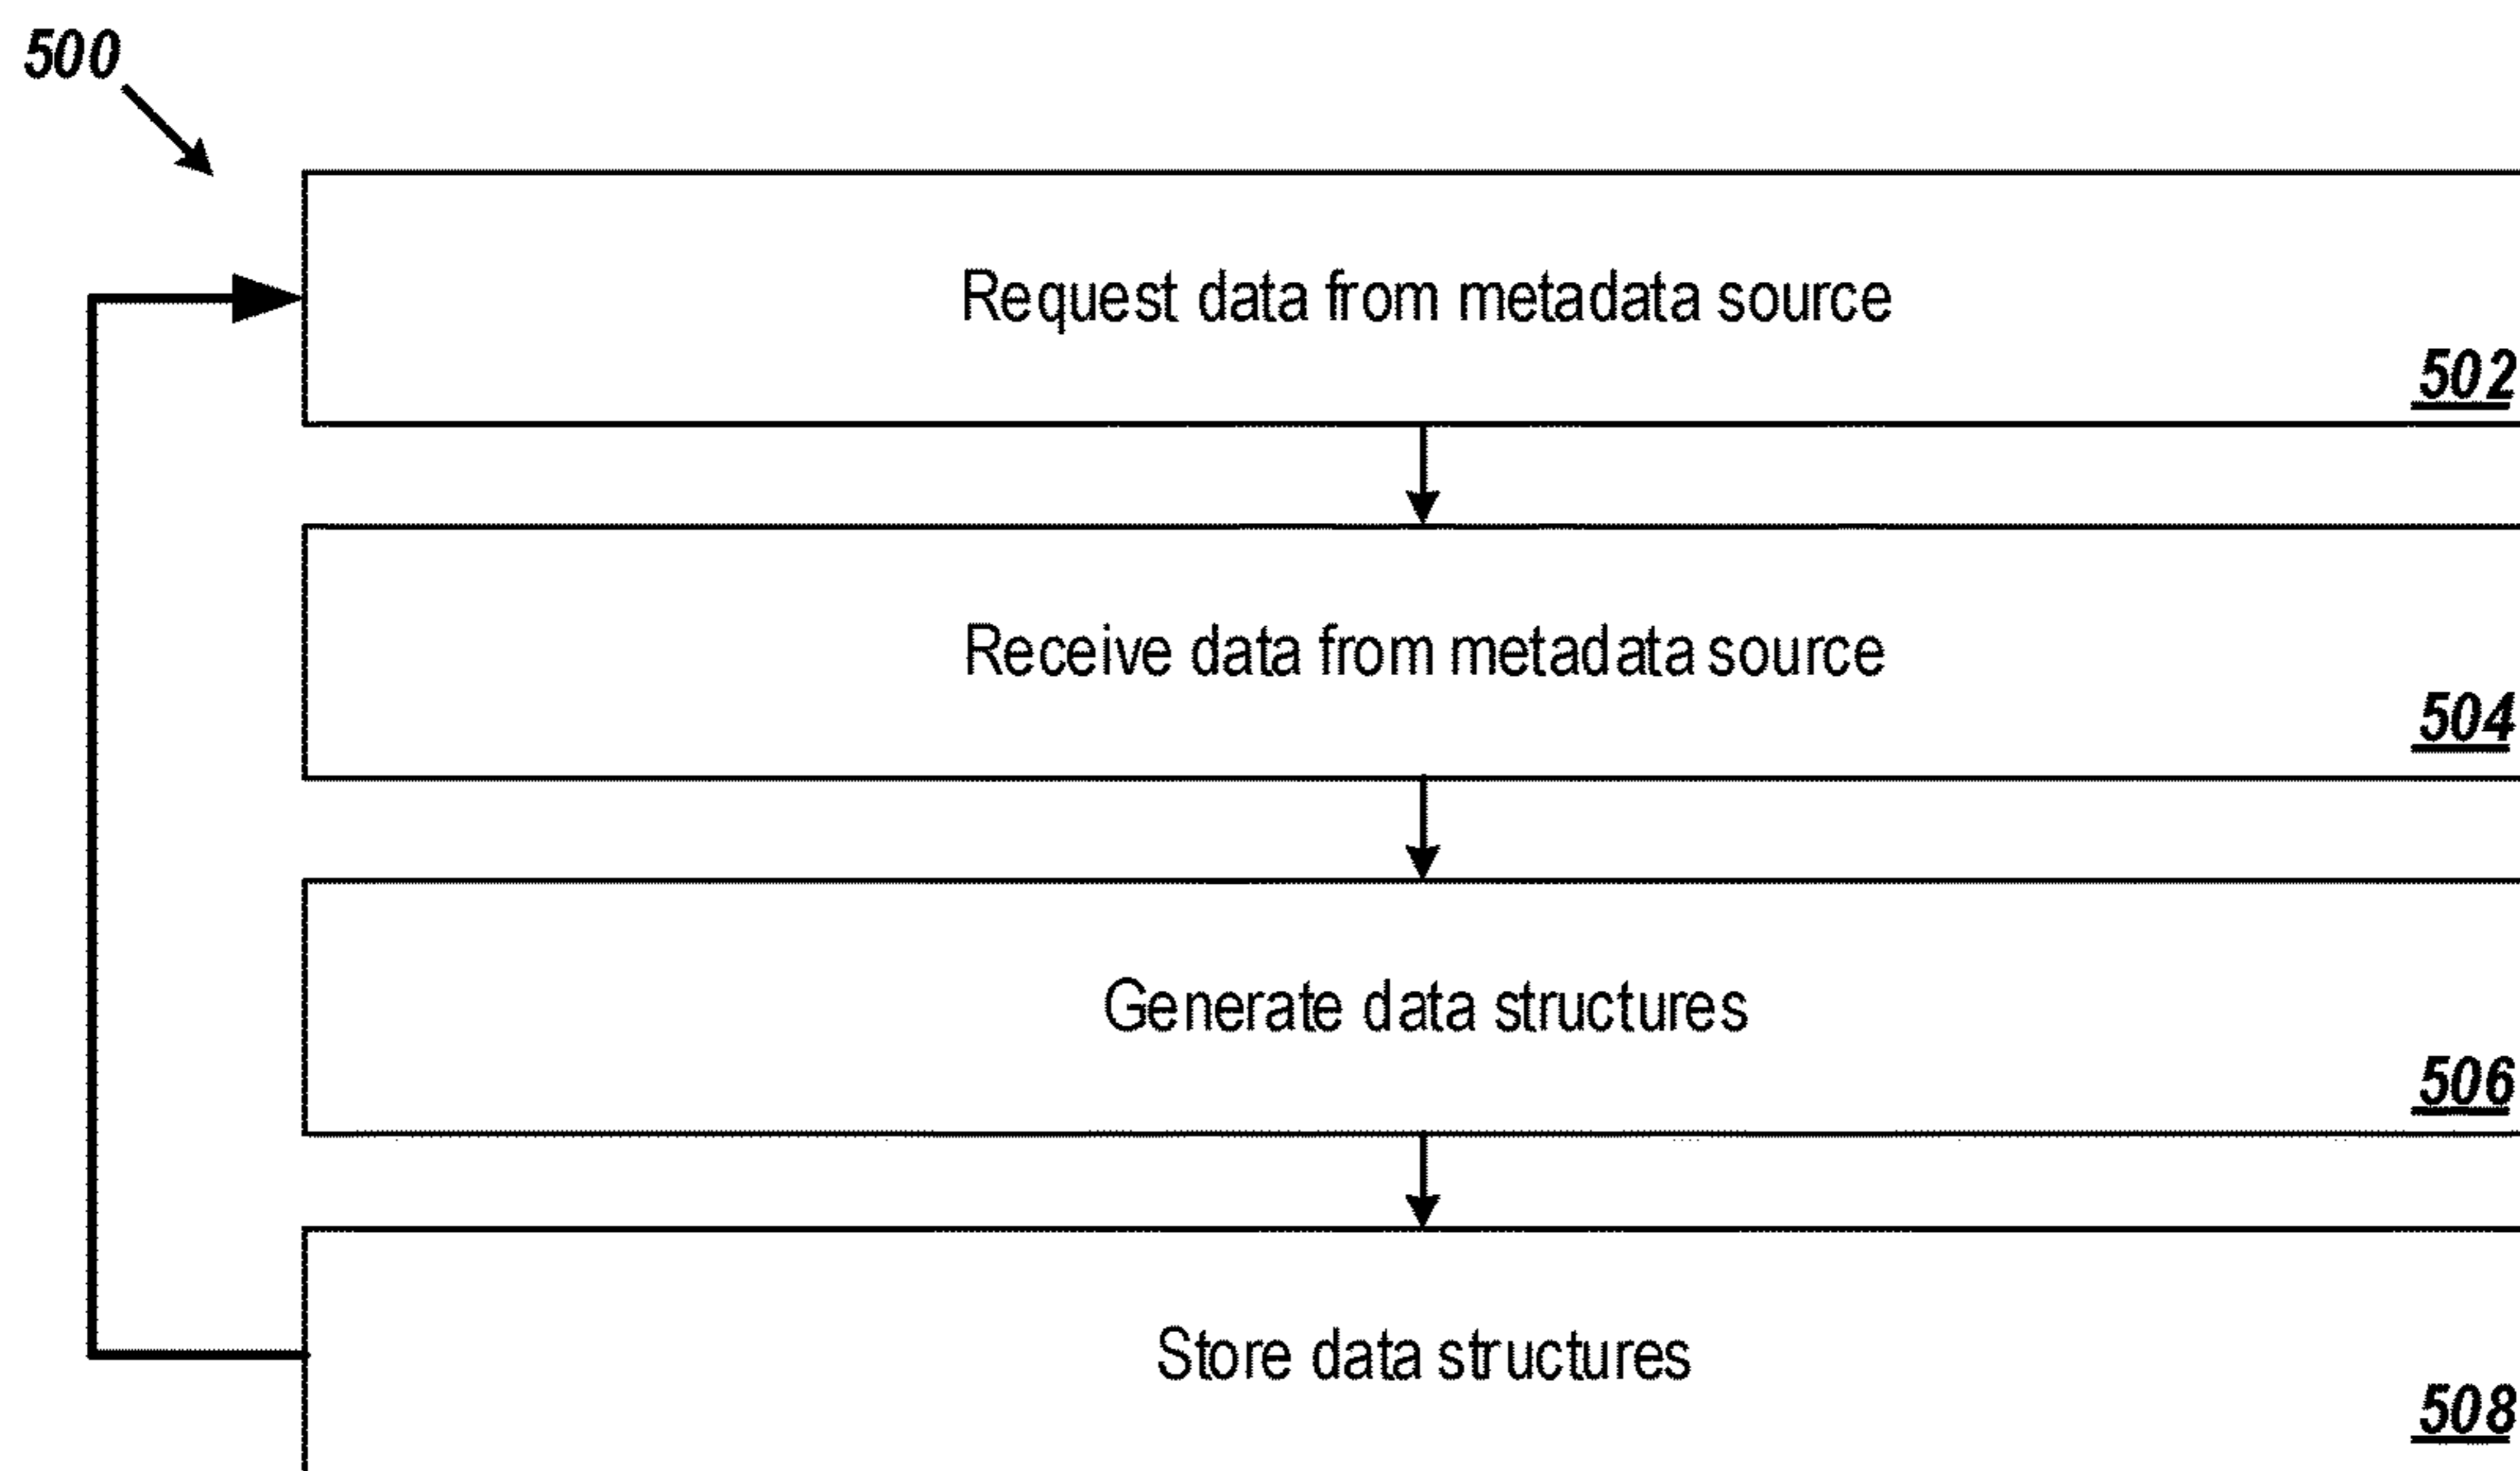 500
Request data from metadata source
502
Receive data from metadata source
504
Generate data structures
506
Store data structures
508